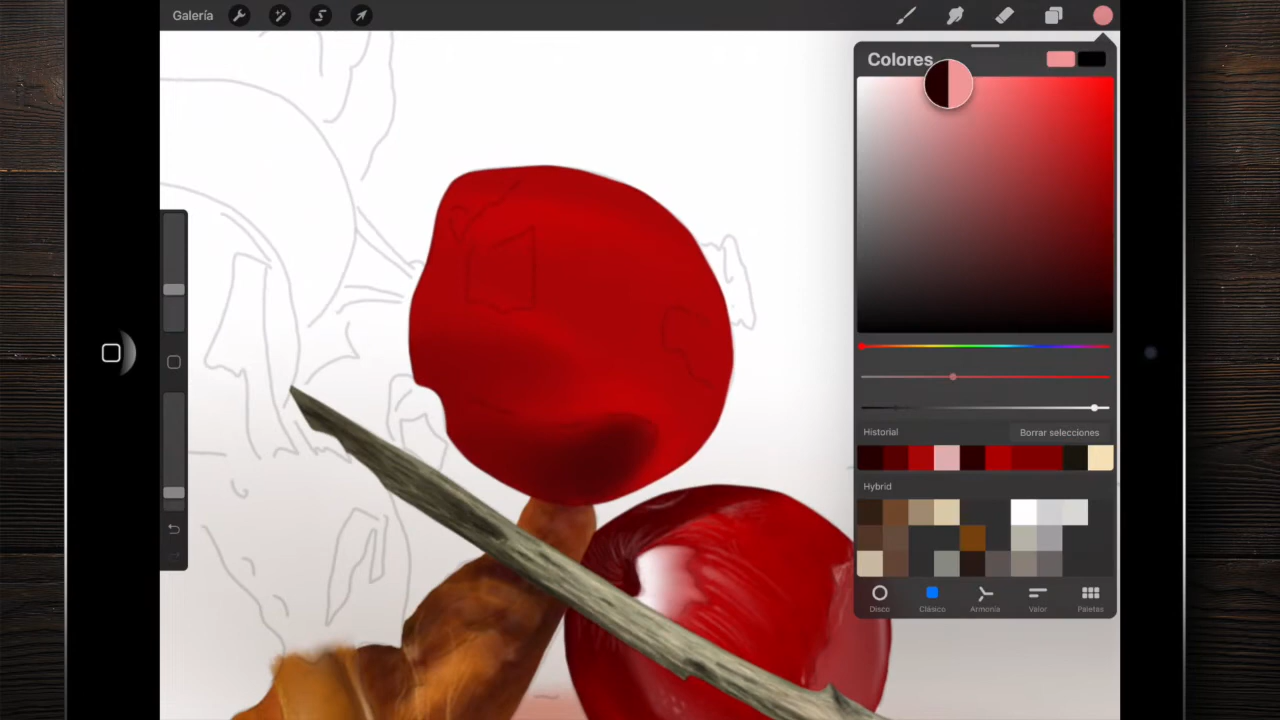 Galería
Colores
Historial
Borrar selecciones
Hybrid
Disco
Clásico
Armonía
Valor
Paletas